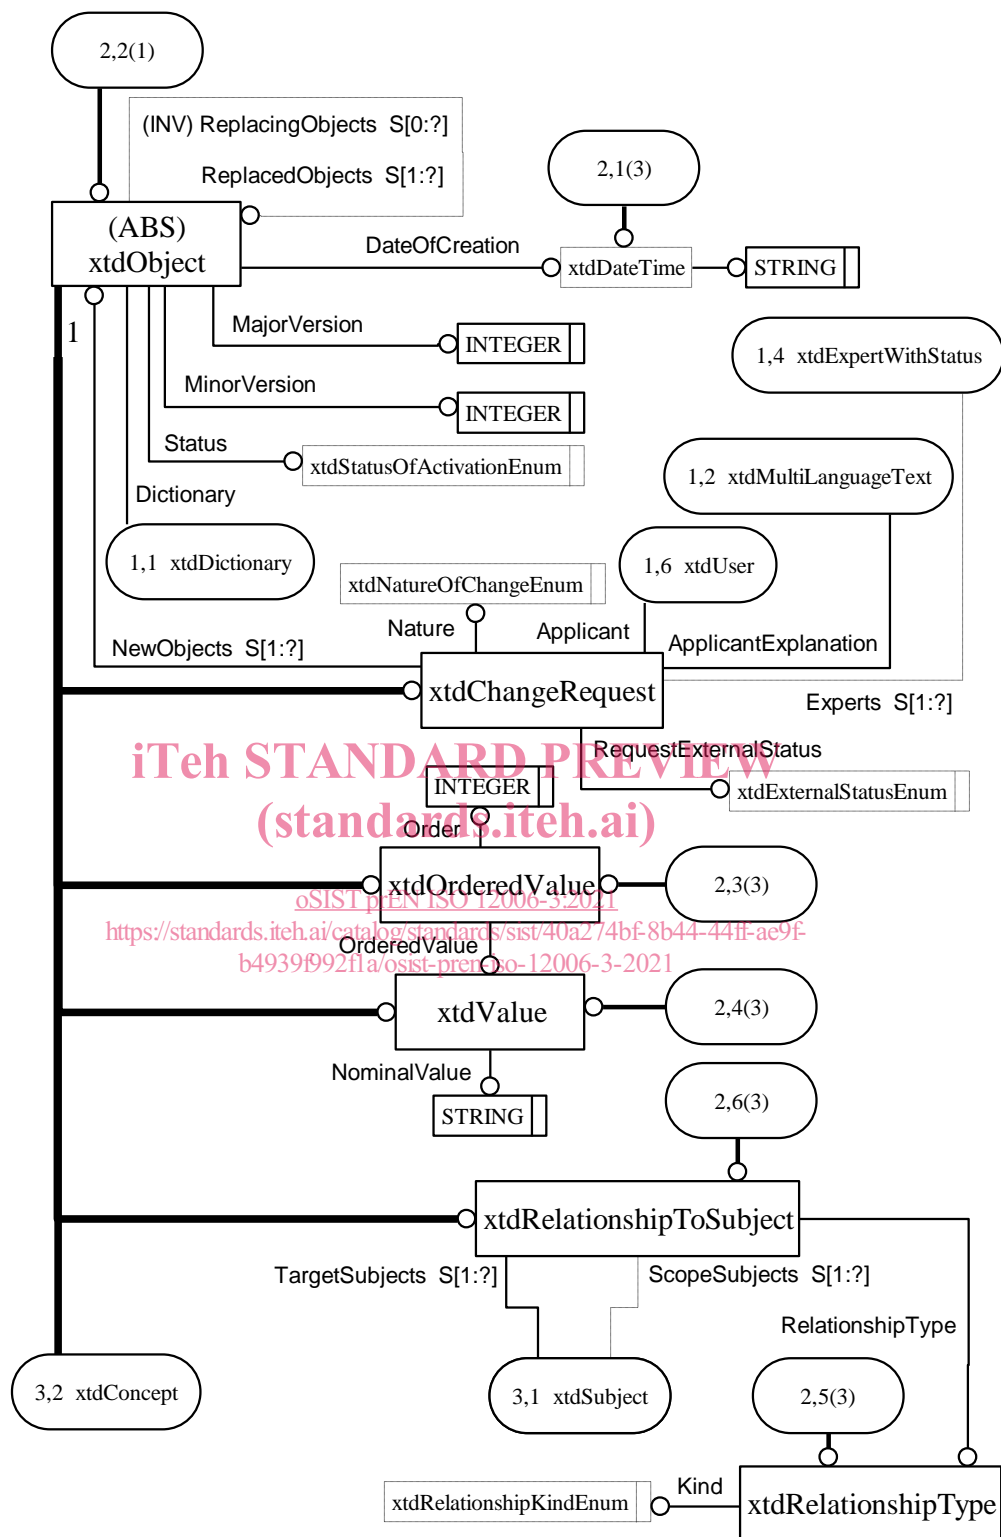 2,2(1)
(INV) ReplacingObjects S[0:?]
ReplacedObjects S[1:?]
2,1(3)
(ABS)
xtdObject
DateOfCreation
xtdDateTime
STRING
1
MajorVersion
INTEGER
1,4 xtdExpertWithStatus
MinorVersion
INTEGER
Status
xtdStatusOfActivationEnum
1,2 xtdMultiLanguageText
Dictionary
1,1 xtdDictionary
1,6 xtdUser
xtdNatureOfChangeEnum
Nature
Applicant
ApplicantExplanation
NewObjects S[1:?]
xtdChangeRequest
Experts S[1:?]
RequestExternalStatus
iTeh STANDARD PREVIEW
INTEGER
xtdExternalStatusEnum
(standards.iteh.ai)
Order
xtdOrderedValue
2,3(3)
oSIST prEN ISO 12006-3:2021
https://standards.iteh.ai/catalog/standards/sist/40a274bf-8b44-44ff-ae9f-
OrderedValue
b4939f992f1a/osist-pren-iso-12006-3-2021
xtdValue
2,4(3)
NominalValue
STRING
2,6(3)
xtdRelationshipToSubject
TargetSubjects S[1:?]
ScopeSubjects S[1:?]
RelationshipType
3,2 xtdConcept
3,1 xtdSubject
2,5(3)
Kind
xtdRelationshipKindEnum
xtdRelationshipType